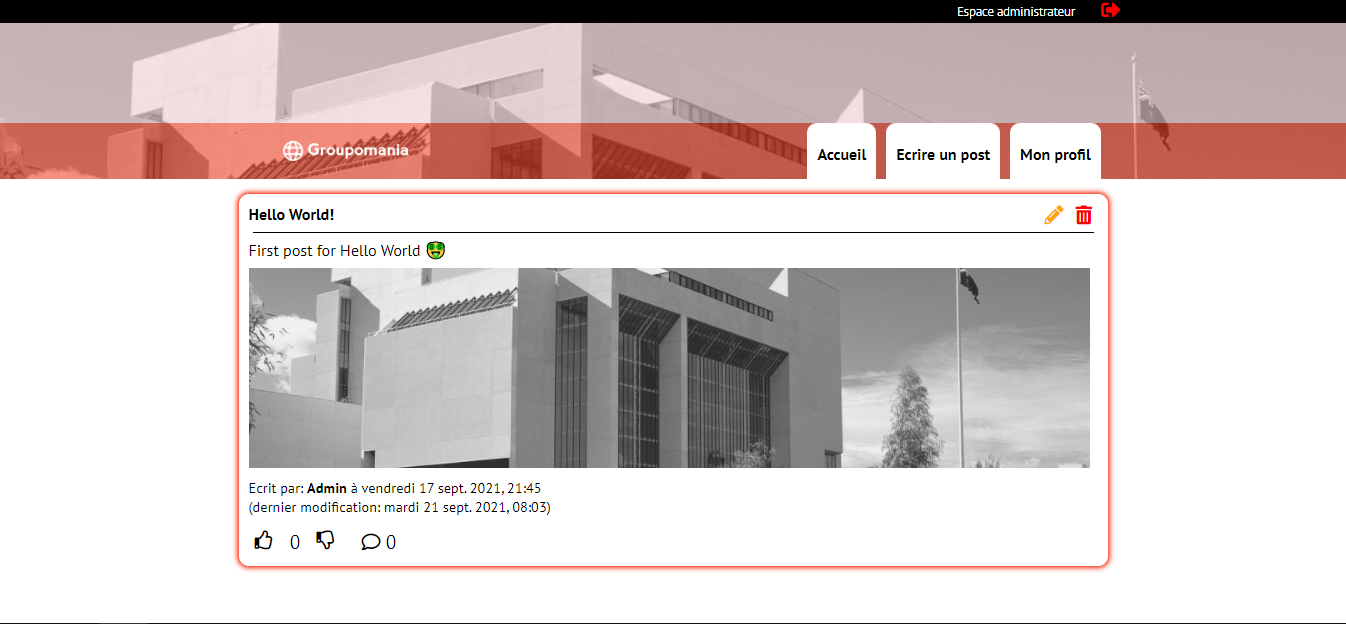 Espace administrateur
Groupomania
Accueil
Ecrire un post
Mon profil
Hello World!
First post for Hello World 🤑
Ecrit par: Admin à vendredi 17 sept. 2021, 21:45
(dernier modification: mardi 21 sept. 2021, 08:03)
0 0